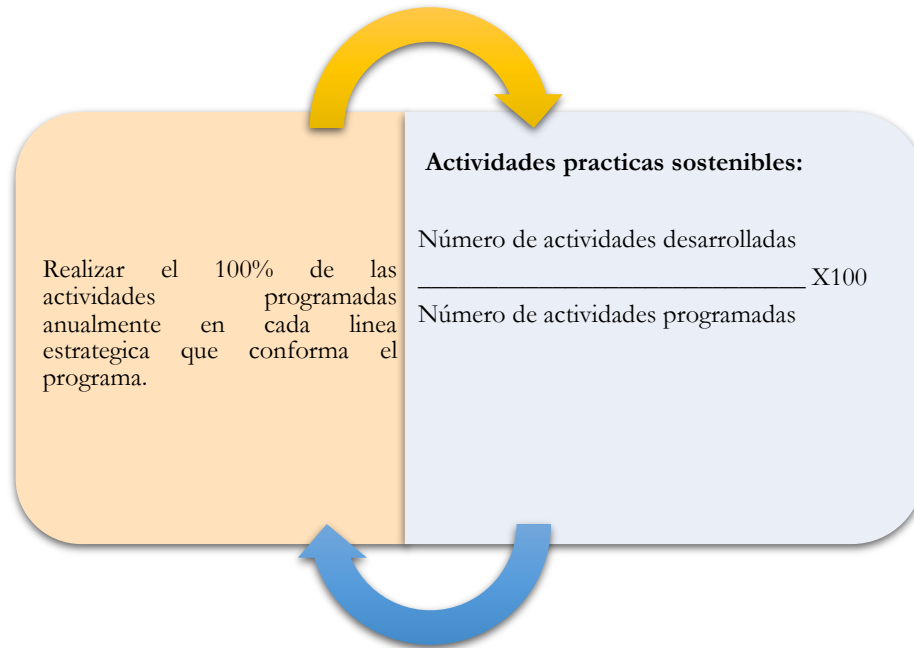 Realizar el 100% de las
actividades programadas
anualmente en cada linea
estrategica que conforma el
programa.
Actividades practicas sostenibles:
Número de actividades desarrolladas
________________________________ X100
Número de actividades programadas